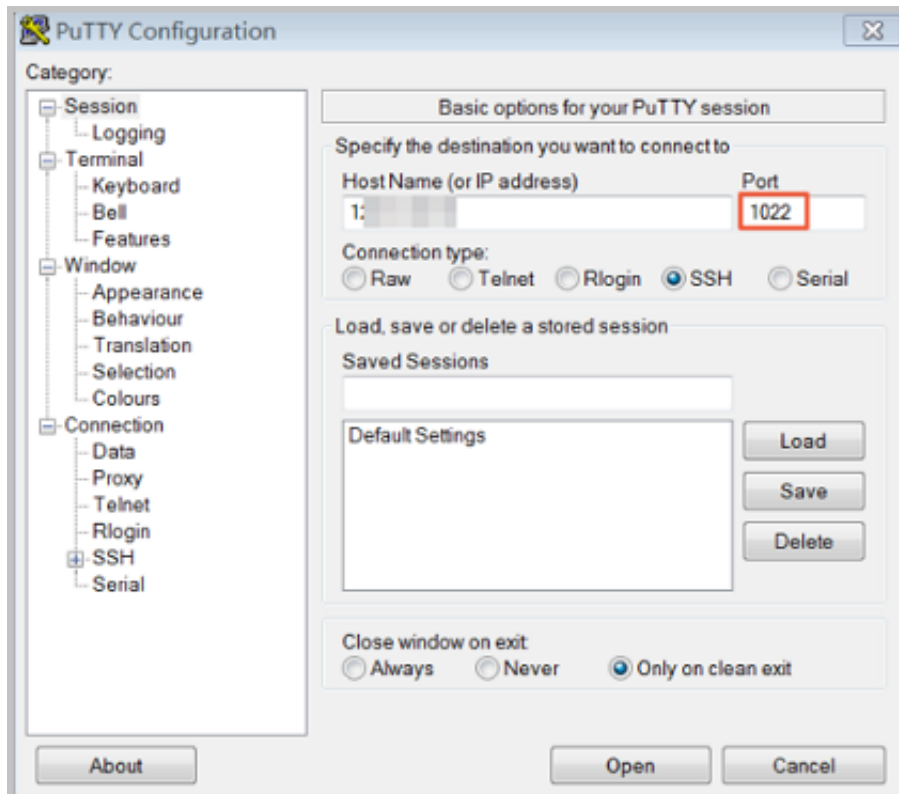 PuTTY Configuration
Category:
Session
Logging
Terminal
Keyboard
Bell
Features
Window
Appearance
Behaviour
Translation
Selection
Colours
Connection
Data
Proxy
Telnet
Rlogin
SSH
Serial
Basic options for your PuTTY session
Specify the destination you want to connect to
Host Name (or IP address) Port
1022
Connection type:
Raw Telnet Rlogin SSH Serial
Load, save or delete a stored session
Saved Sessions
Default Settings
Load
Save
Delete
Close window on exit
Always Never Only on clean exit
About Open Cancel